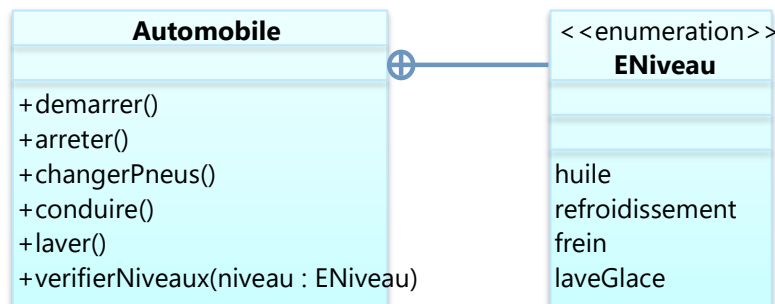 Automobile
+demarrer()
+arreter()
+changerPneus()
+conduire()
+laver()
+verifierNiveaux(niveau : ENiveau)
<<enumeration>>
ENiveau
huile
refroidissement
frein
laveGlace